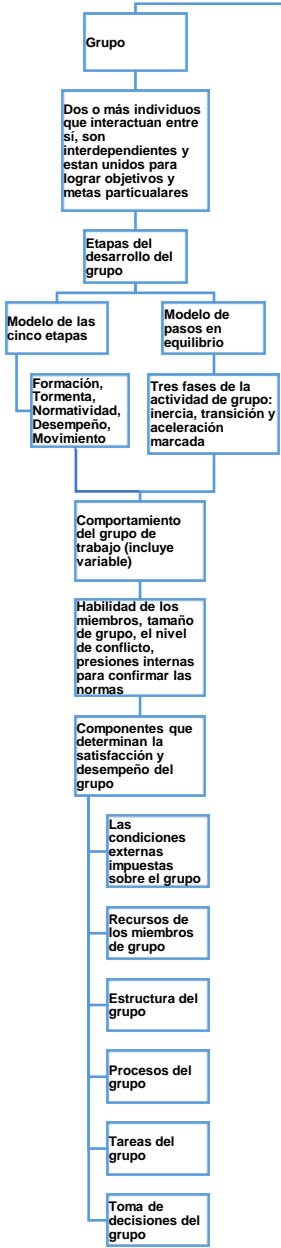 Grupo
Dos o más individuos
que interactuan entre
sí, son
interdependientes y
estan unidos para
lograr objetivos y
metas particualares
Etapas del
desarrollo del
grupo
Modelo de las
cinco etapas
Modelo de
pasos en
equilibrio
Formación,
Tormenta,
Normatividad,
Desempeño,
Movimiento
Tres fases de la
actividad de grupo:
inercia, transición y
aceleración
marcada
Comportamiento
del grupo de
trabajo (incluye
variable)
Habilidad de los
miembros, tamaño
de grupo, el nivel
de conflicto,
presiones internas
para confirmar las
normas
Componentes que
determinan la
satisfacción y
desempeño del
grupo
Las
condiciones
externas
impuestas
sobre el grupo
Recursos de
los miembros
de grupo
Estructura del
grupo
Procesos del
grupo
Tareas del
grupo
Toma de
decisiones del
grupo